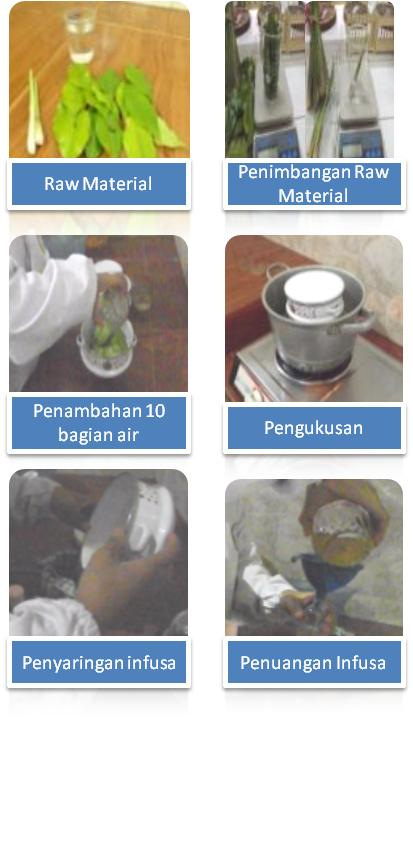 Raw Material
Penimbangan Raw
Material
Penambahan 10
bagian air
Pengukusan
Penyaringan infusa
Penuangan Infusa